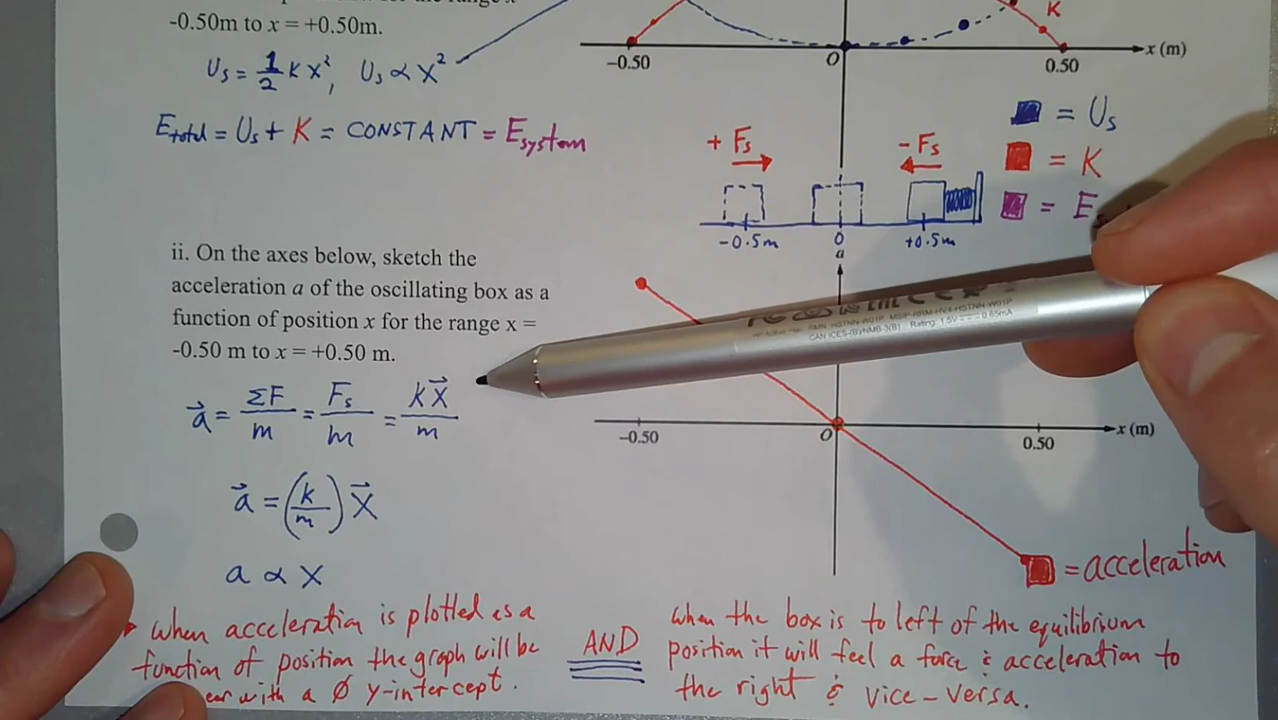 -0.50m to x = +0.50m.
Us = 1/2 K X², Us ∝ X²
Etotal = Us + K = CONSTANT = Esystem
K
-0.50
O
0.50
x (m)
= Us
= K
= E
+ Fs
- Fs
-0.5m
0
+0.5m
ii. On the axes below, sketch the
acceleration a of the oscillating box as a
function of position x for the range x =
-0.50 m to x = +0.50 m.
a
-0.50
O
0.50
x (m)
a⃗ = ΣF/m = Fs/m = kx⃗/m
a⃗ = (k/m) x⃗
a ∝ x
= acceleration
When acceleration is plotted as a
function of position the graph will be
with a Ø y-intercept.
AND
When the box is to left of the equilibrium
position it will feel a force & acceleration to
the right & vice-versa.